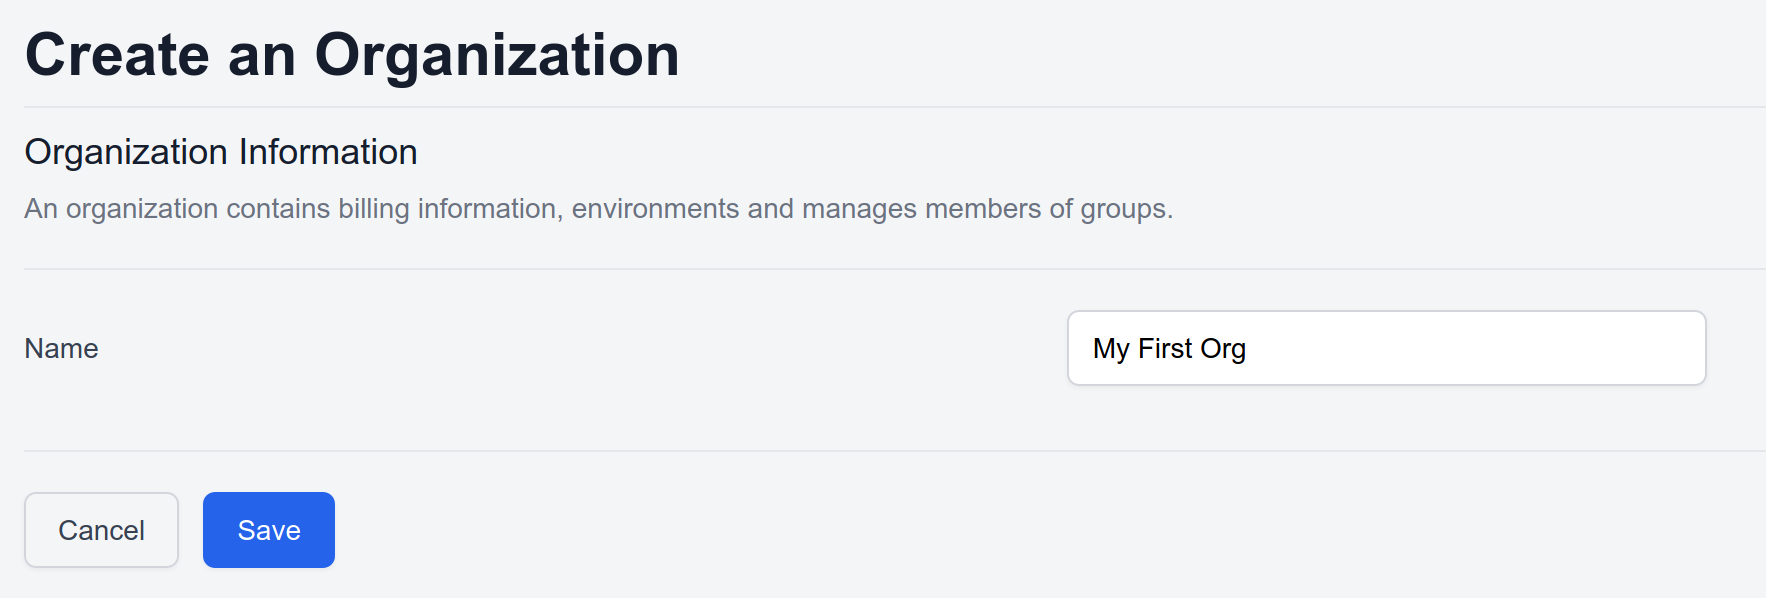 Create an Organization
Organization Information
An organization contains billing information, environments and manages members of groups.
Name
My First Org
Cancel
Save